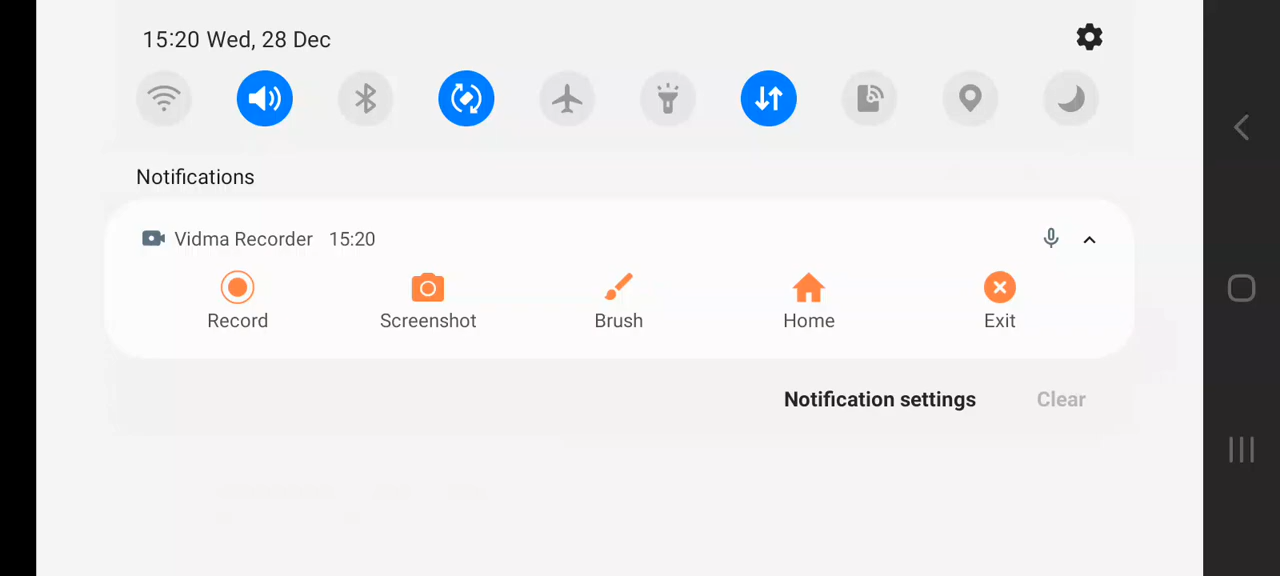 15:20 Wed, 28 Dec
Notifications
Vidma Recorder 15:20
Record Screenshot Brush Home Exit
Notification settings Clear